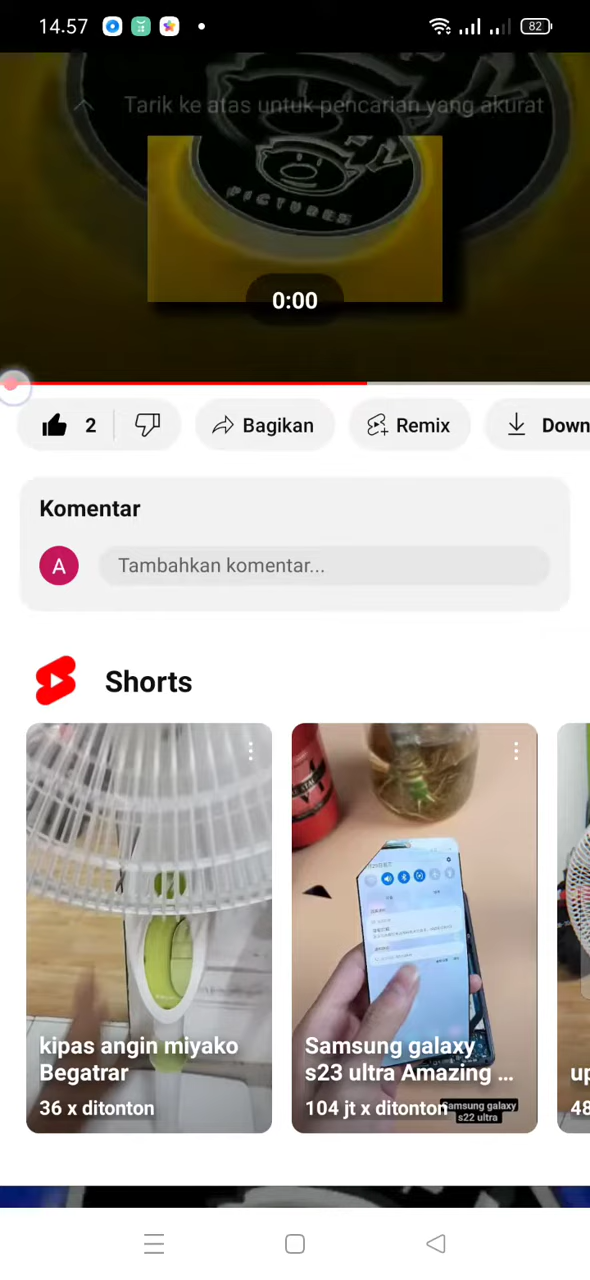 14.57
82
Tarik ke atas untuk pencarian yang akurat
PICTURES
0:00
2
Bagikan
Remix
Down
Komentar
A
Tambahkan komentar...
Shorts
kipas angin miyako
Begatrar
36 x ditonton
Samsung galaxy
s23 ultra Amazing ...
104 jt x ditonton
Samsung galaxy
s22 ultra
up
48